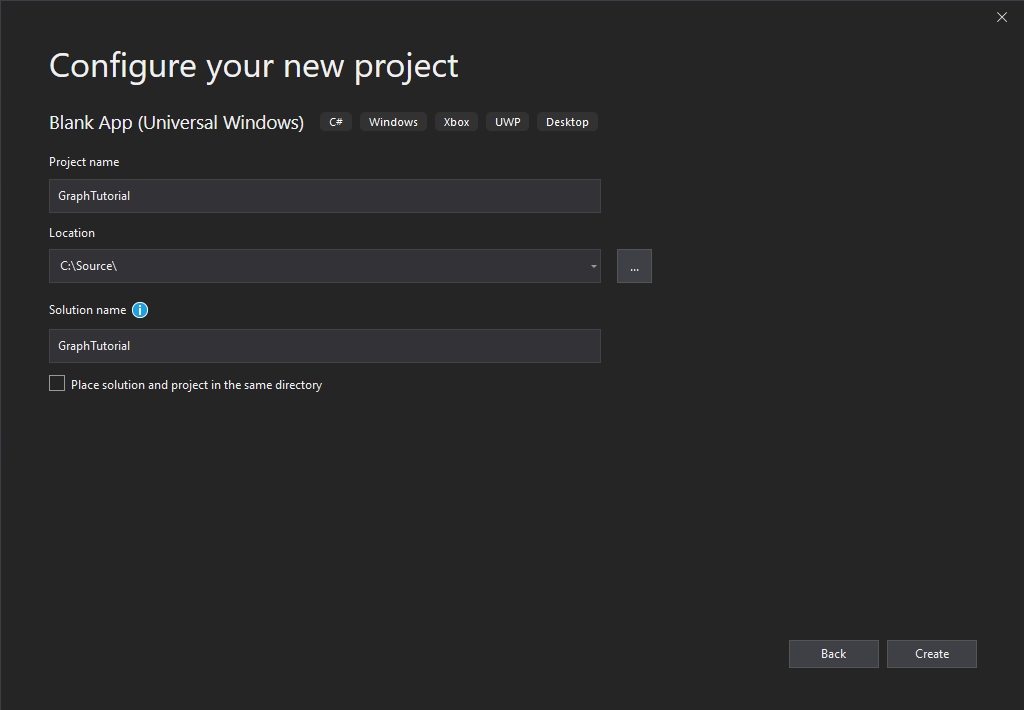 Configure your new project
Blank App (Universal Windows) C# Windows Xbox UWP Desktop
Project name
GraphTutorial
Location
C:\Source\
...
Solution name
GraphTutorial
Place solution and project in the same directory
Back Create